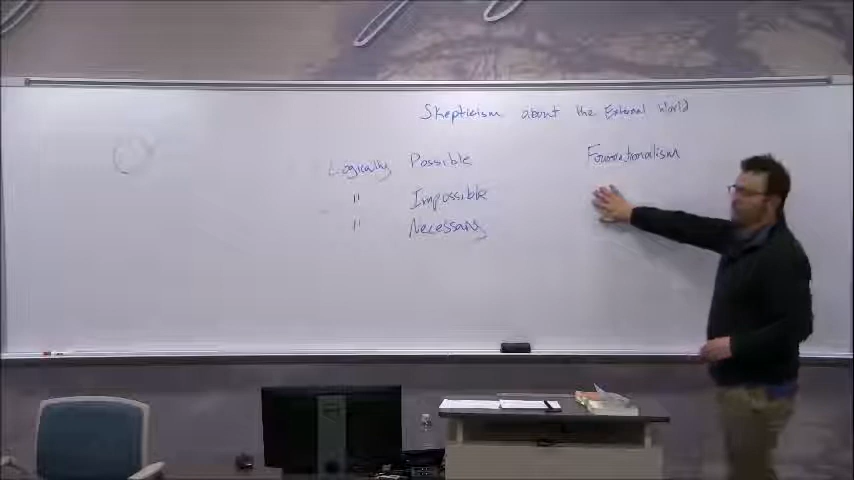 Skepticism about the External World
Logically Possible
" Impossible
" Necessary
Foundationalism